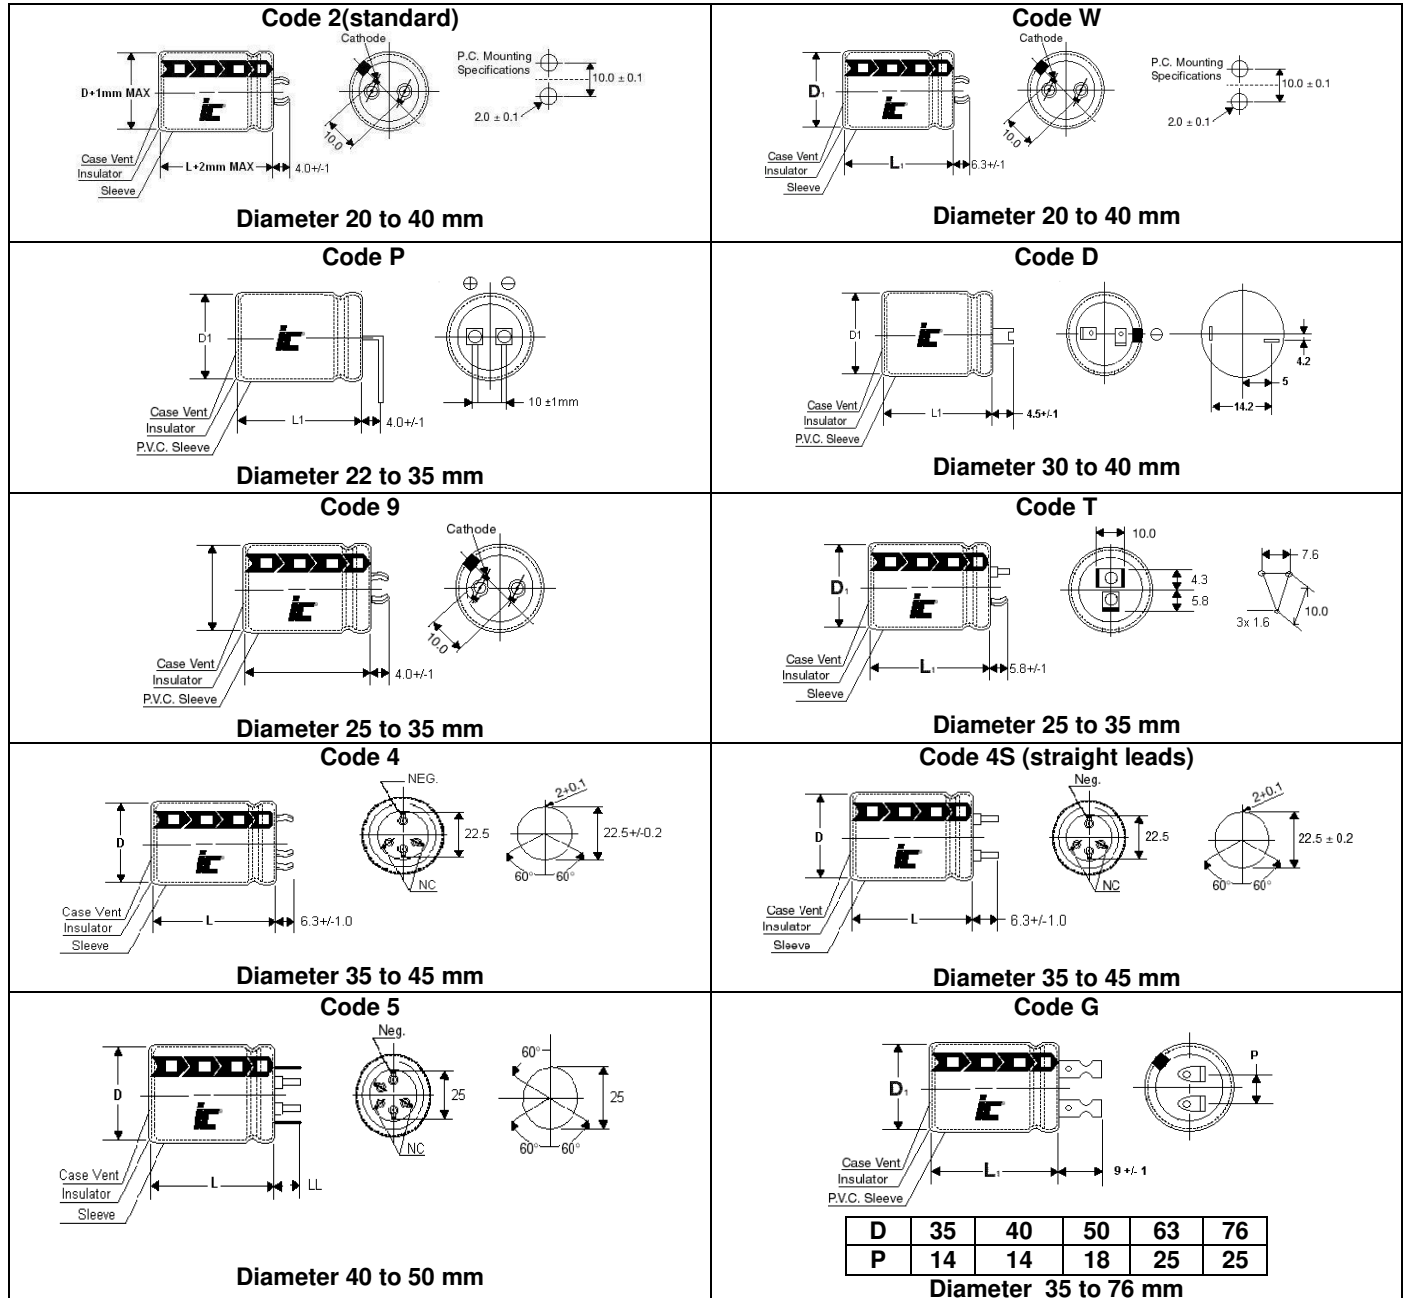 Code 2(standard)
Cathode
P.C. Mounting
Specifications
10.0 ± 0.1
2.0 ± 0.1
D+1mm MAX
ic
10.0
Case Vent
Insulator
Sleeve
L+2mm MAX
4.0+/-1
Diameter 20 to 40 mm
Code W
Cathode
P.C. Mounting
Specifications
10.0 ± 0.1
2.0 ± 0.1
D1
ic
10.0
Case Vent
Insulator
Sleeve
L1
6.3+/-1
Diameter 20 to 40 mm
Code P
D1
ic
Case Vent
Insulator
P.V.C. Sleeve
L1
4.0+/-1
10 ±1mm
Diameter 22 to 35 mm
Code D
D1
ic
4.2
5
14.2
Case Vent
Insulator
P.V.C. Sleeve
L1
4.5+/-1
Diameter 30 to 40 mm
Code 9
Cathode
ic
10.0
Case Vent
Insulator
P.V.C. Sleeve
4.0+/-1
Diameter 25 to 35 mm
Code T
10.0
7.6
4.3
5.8
10.0
3x 1.6
D1
ic
Case Vent
Insulator
Sleeve
L1
5.8+/-1
Diameter 25 to 35 mm
Code 4
NEG.
D
ic
22.5
22.5+/-0.2
2+0.1
60° 60°
NC
Case Vent
Insulator
Sleeve
L
6.3+/-1.0
Diameter 35 to 45 mm
Code 4S (straight leads)
Neg.
D
ic
22.5
22.5 ± 0.2
2+0.1
60° 60°
NC
Case Vent
Insulator
Sleeve
L
6.3+/-1.0
Diameter 35 to 45 mm
Code 5
Neg.
60°
D
ic
25
25
60° 60°
NC
Case Vent
Insulator
Sleeve
L
LL
Diameter 40 to 50 mm
Code G
P
D1
ic
Case Vent
Insulator
P.V.C. Sleeve
L1
9 +/- 1
D 35 40 50 63 76
P 14 14 18 25 25
Diameter 35 to 76 mm